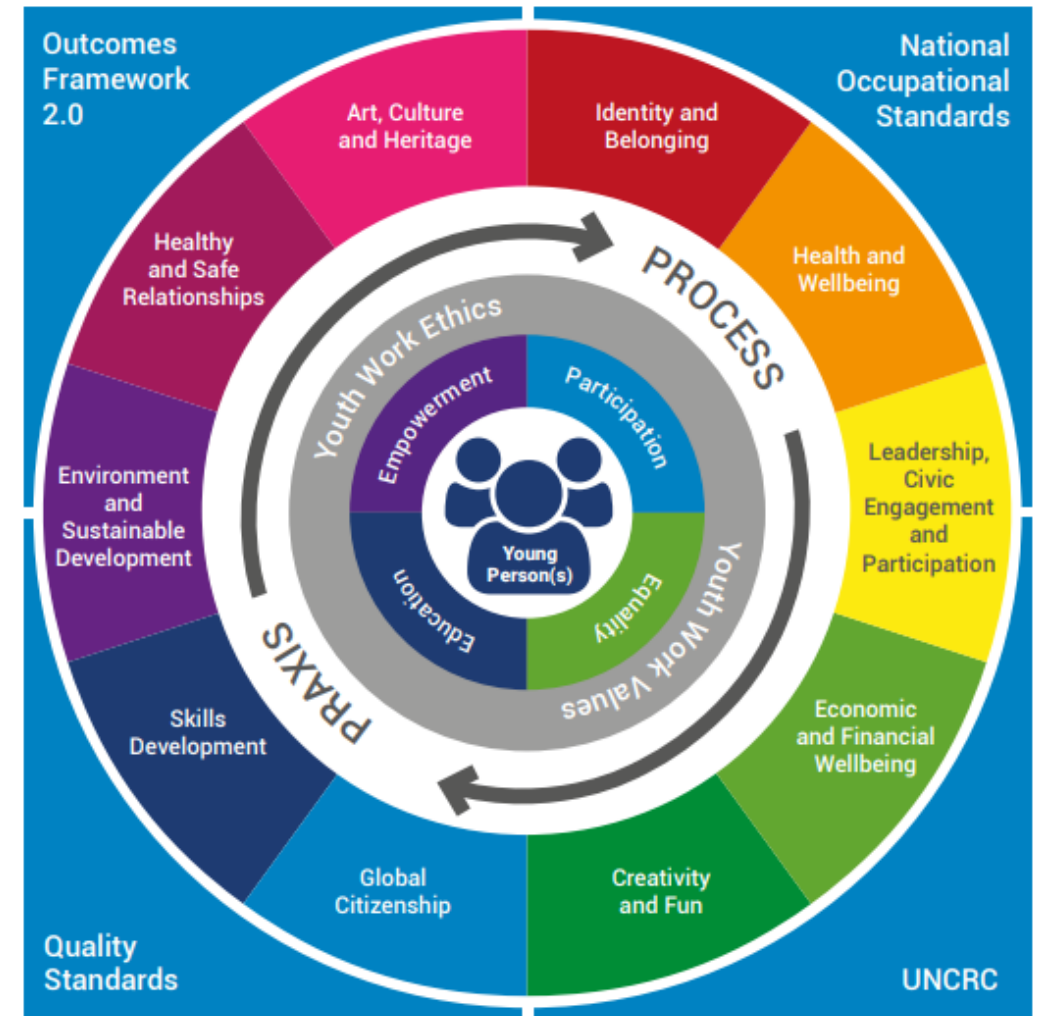 Outcomes
Framework
2.0
National
Occupational
Standards
Art, Culture
and Heritage
Identity and
Belonging
Healthy
and Safe
Relationships
Health and
Wellbeing
PROCESS
Youth Work Ethics
Empowerment
Participation
Environment
and
Sustainable
Development
Leadership,
Civic
Engagement
and
Participation
Young
Person(s)
Education
Equality
Youth Work Values
PRAXIS
Skills
Development
Economic
and Financial
Wellbeing
Global
Citizenship
Creativity
and Fun
Quality
Standards
UNCRC